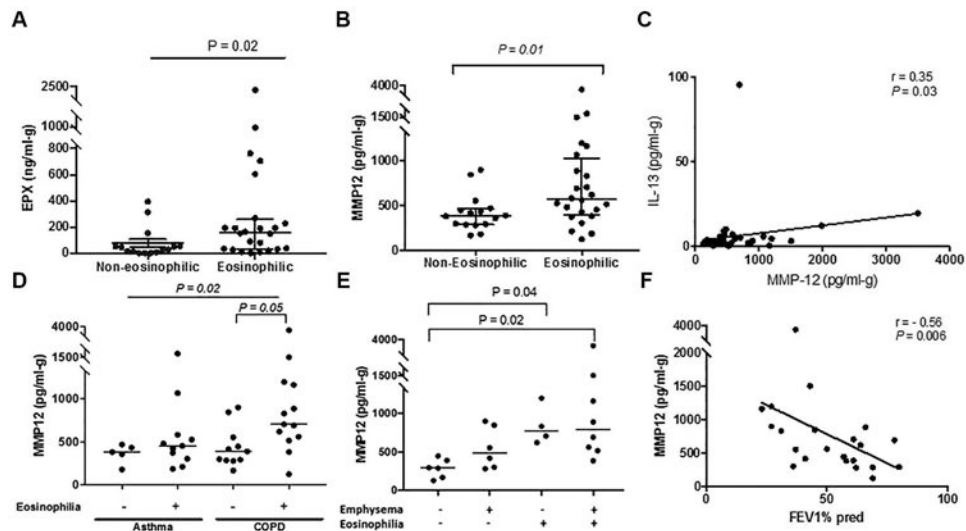 A
P = 0.02
EPX (ng/ml-g)
2500
1000
800
600
400
200
0
Non-eosinophilic Eosinophilic
B
P = 0.01
MMP12 (pg/ml-g)
4000
1500
1000
500
0
Non-Eosinophilic Eosinophilic
C
r = 0.35
P = 0.03
IL-13 (pg/ml-g)
100
50
0
0 1000 2000 3000 4000
MMP-12 (pg/ml-g)
D
P = 0.02
P = 0.05
MMP12 (pg/ml-g)
4000
1500
1000
500
0
Eosinophilia - + - +
Asthma COPD
E
P = 0.04
P = 0.02
MMP12 (pg/ml-g)
4000
1500
1000
500
0
Emphysema - + - +
Eosinophilia - - + +
F
r = - 0.56
P = 0.006
MMP12 (pg/ml-g)
4000
2000
1500
1000
500
0
0 50 100
FEV1% pred